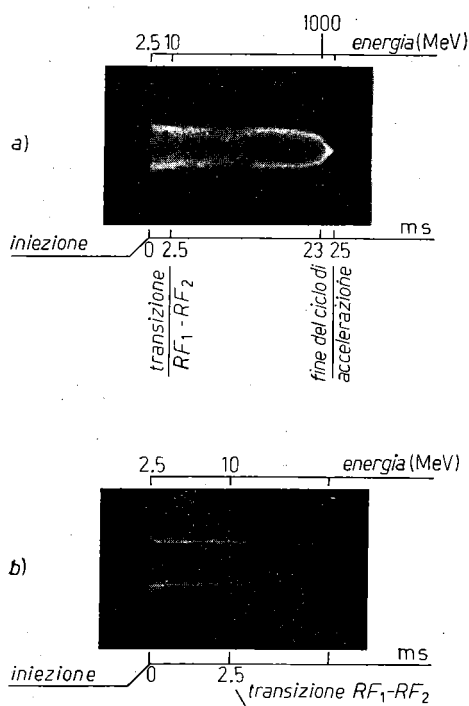 1000
2.5 10 energia (MeV)
a)
ms
iniezione 0 2.5 23 25
transizione
RF₁-RF₂
fine del ciclo di
accelerazione
2.5 10 energia (MeV)
b)
ms
iniezione 0 2.5
transizione RF₁-RF₂